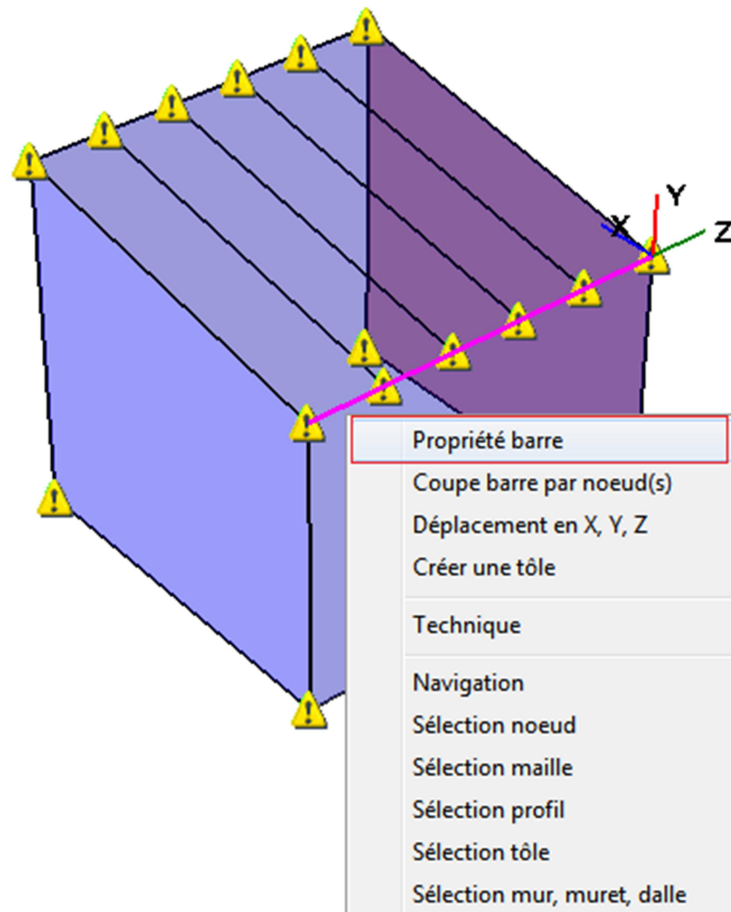 Y
X
Z
Propriété barre
Coupe barre par noeud(s)
Déplacement en X, Y, Z
Créer une tôle
Technique
Navigation
Sélection noeud
Sélection maille
Sélection profil
Sélection tôle
Sélection mur, muret, dalle